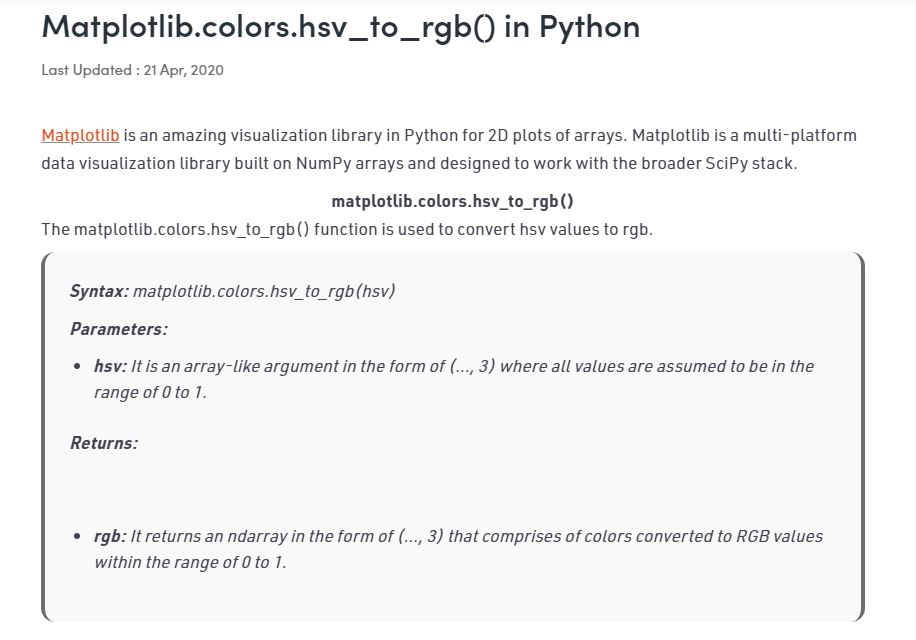 Matplotlib.colors.hsv_to_rgb() in Python
Last Updated : 21 Apr, 2020
Matplotlib is an amazing visualization library in Python for 2D plots of arrays. Matplotlib is a multi-platform
data visualization library built on NumPy arrays and designed to work with the broader SciPy stack.
matplotlib.colors.hsv_to_rgb()
The matplotlib.colors.hsv_to_rgb() function is used to convert hsv values to rgb.
Syntax: matplotlib.colors.hsv_to_rgb(hsv)
Parameters:
• hsv: It is an array-like argument in the form of (…, 3) where all values are assumed to be in the
range of 0 to 1.
Returns:
• rgb: It returns an ndarray in the form of (…, 3) that comprises of colors converted to RGB values
within the range of 0 to 1.